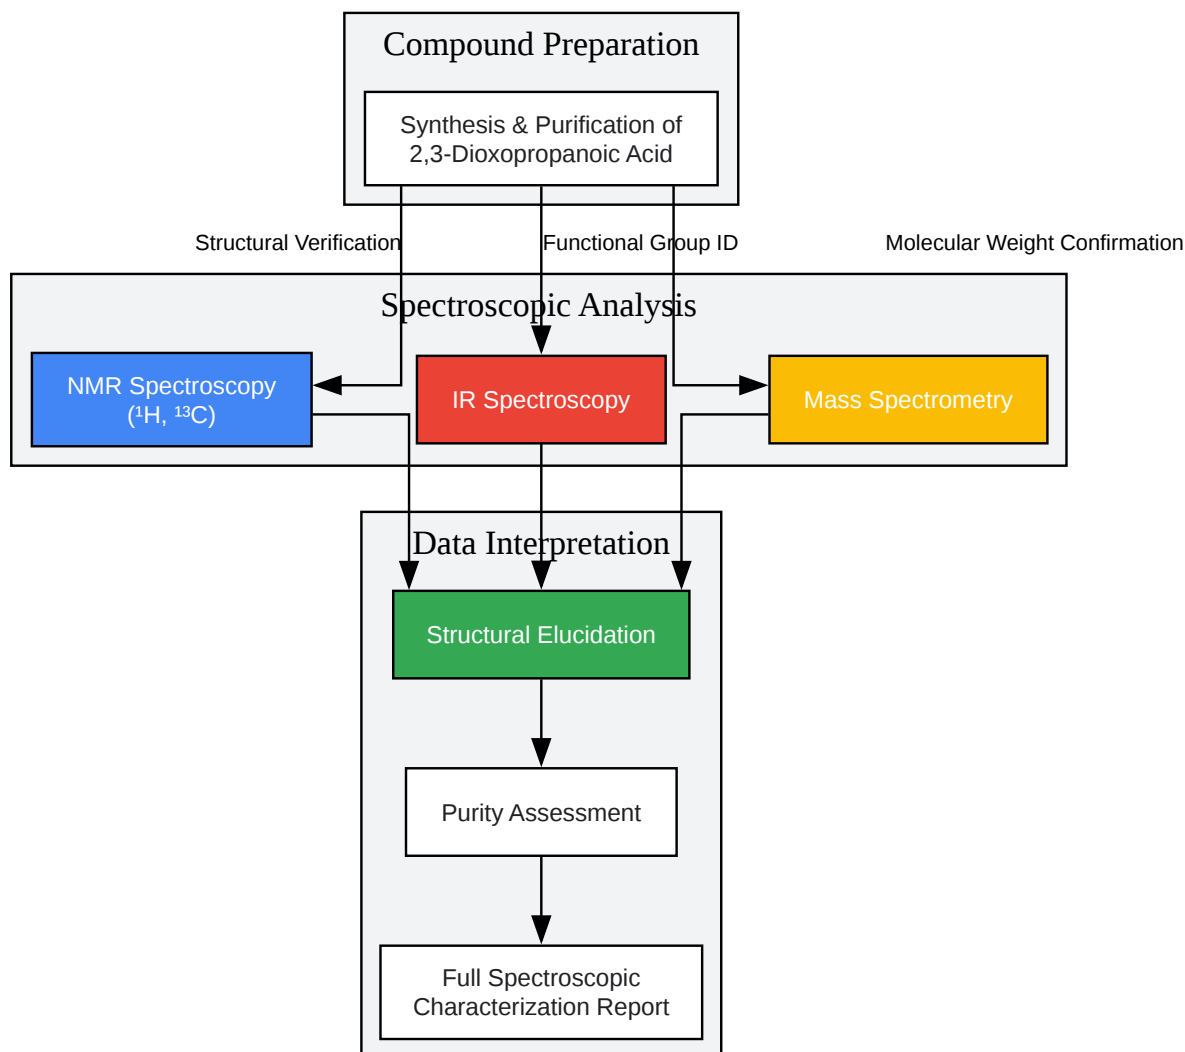 Compound Preparation
Synthesis & Purification of
2,3-Dioxopropanoic Acid
Structural Verification
Functional Group ID
Molecular Weight Confirmation
Spectroscopic Analysis
NMR Spectroscopy
(¹H, ¹³C)
IR Spectroscopy
Mass Spectrometry
Data Interpretation
Structural Elucidation
Purity Assessment
Full Spectroscopic
Characterization Report